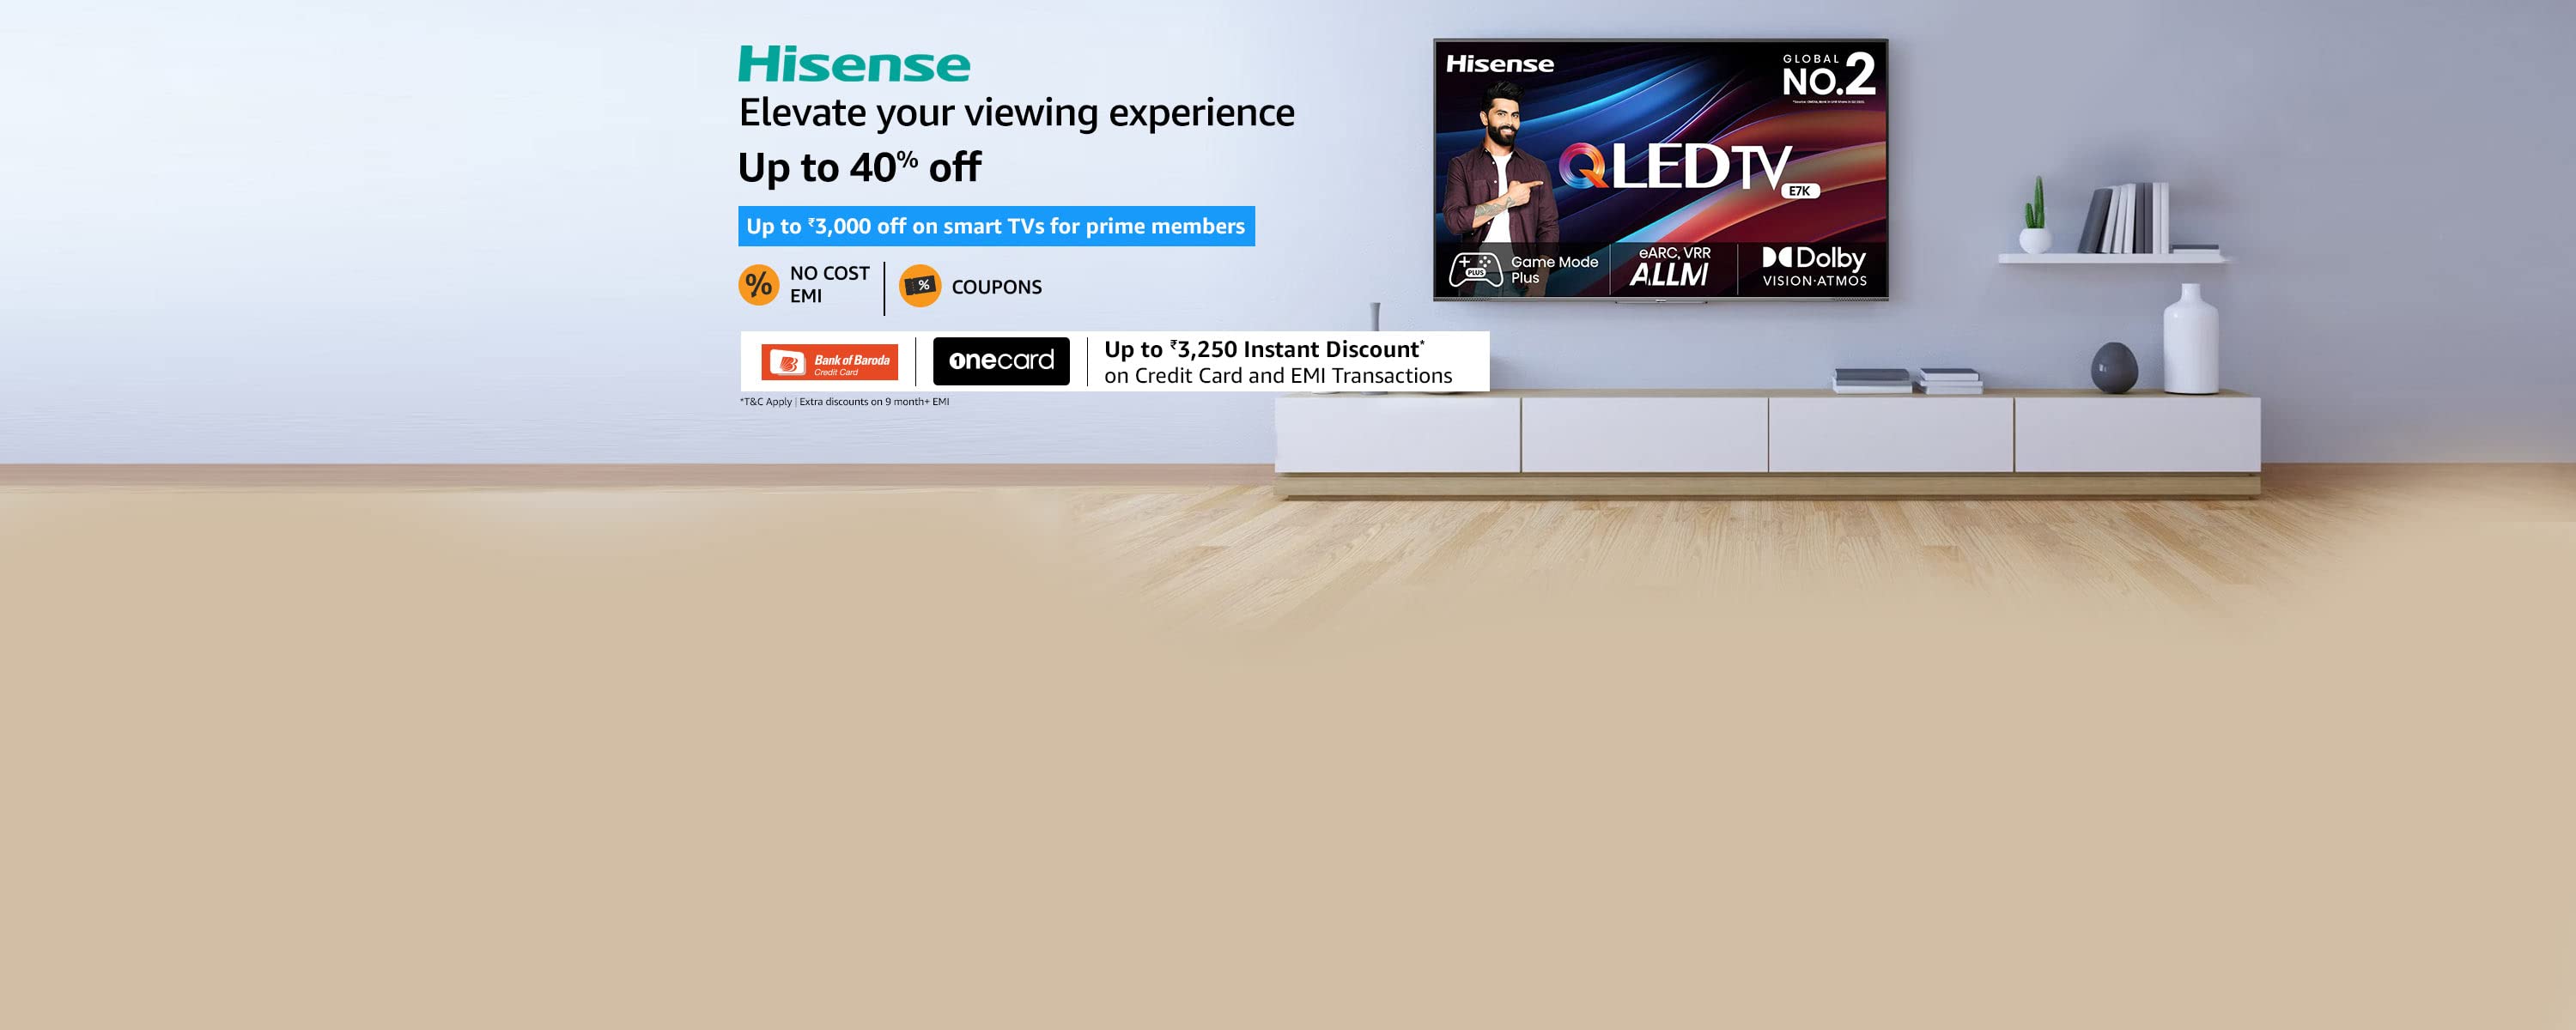 Hisense
Elevate your viewing experience
Up to 40% off
Up to ₹3,000 off on smart TVs for prime members
% NO COST
EMI
% COUPONS
Bank of Baroda
Credit Card
onecard
Up to ₹3,250 Instant Discount*
on Credit Card and EMI Transactions
*T&C Apply | Extra discounts on 9 month+ EMI
Hisense
GLOBAL
NO.2
QLED TV
E7K
PLUS
Game Mode
Plus
eARC, VRR
ALLM
Dolby
VISION·ATMOS